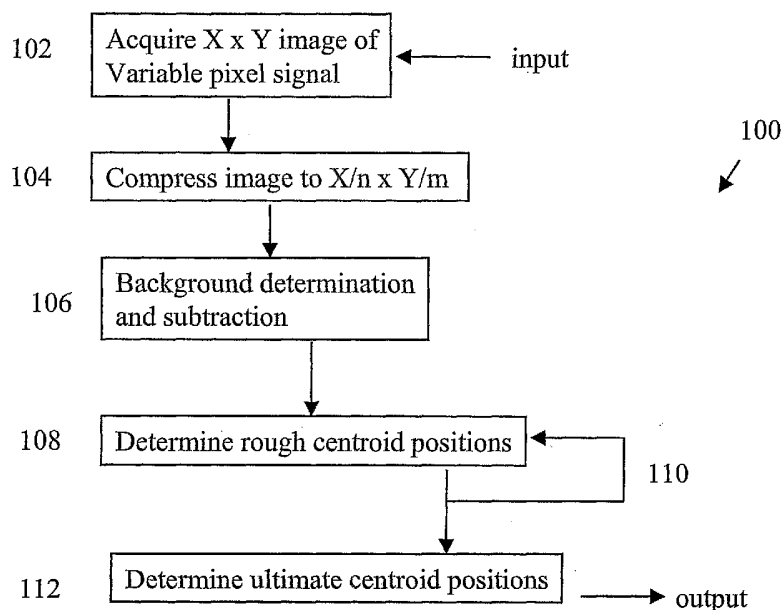 102
Acquire X x Y image of
Variable pixel signal
input
100
104
Compress image to X/n x Y/m
106
Background determination
and subtraction
108
Determine rough centroid positions
110
112
Determine ultimate centroid positions
output